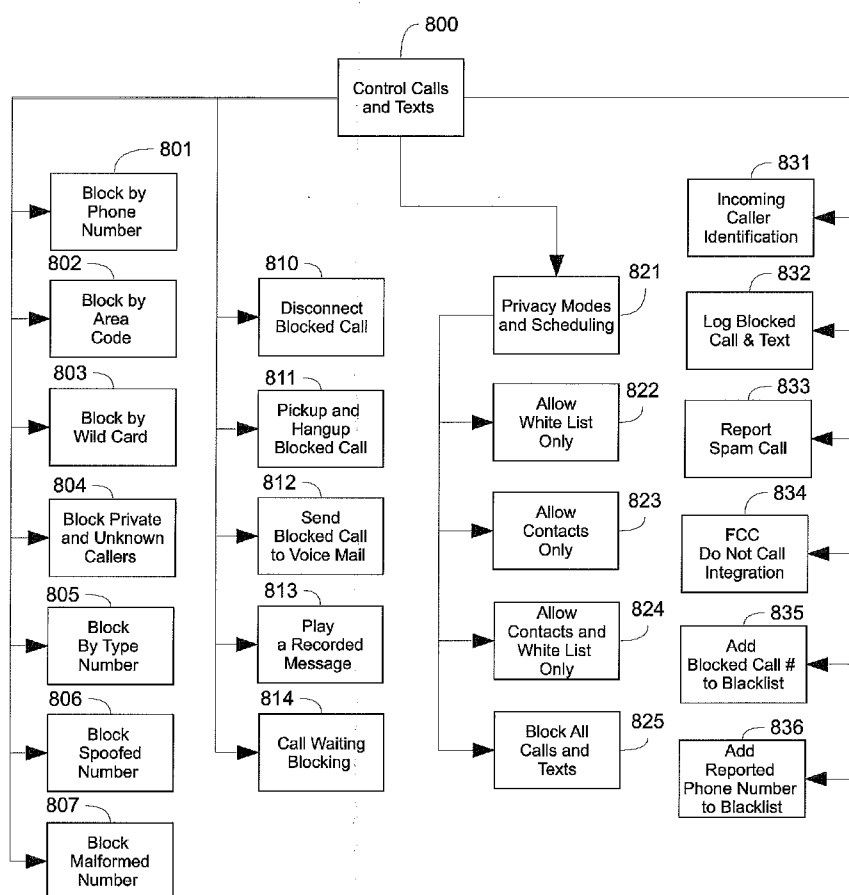 800
Control Calls
and Texts
801
Block by
Phone
Number
802
Block by
Area
Code
803
Block by
Wild Card
804
Block Private
and Unknown
Callers
805
Block
By Type
Number
806
Block
Spoofed
Number
807
Block
Malformed
Number
810
Disconnect
Blocked Call
811
Pickup and
Hangup
Blocked Call
812
Send
Blocked Call
to Voice Mail
813
Play
a Recorded
Message
814
Call Waiting
Blocking
821
Privacy Modes
and Scheduling
822
Allow
White List
Only
823
Allow
Contacts
Only
824
Allow
Contacts and
White List
Only
825
Block All
Calls and
Texts
831
Incoming
Caller
Identification
832
Log Blocked
Call & Text
833
Report
Spam Call
834
FCC
Do Not Call
Integration
835
Add
Blocked Call #
to Blacklist
836
Add
Reported
Phone Number
to Blacklist